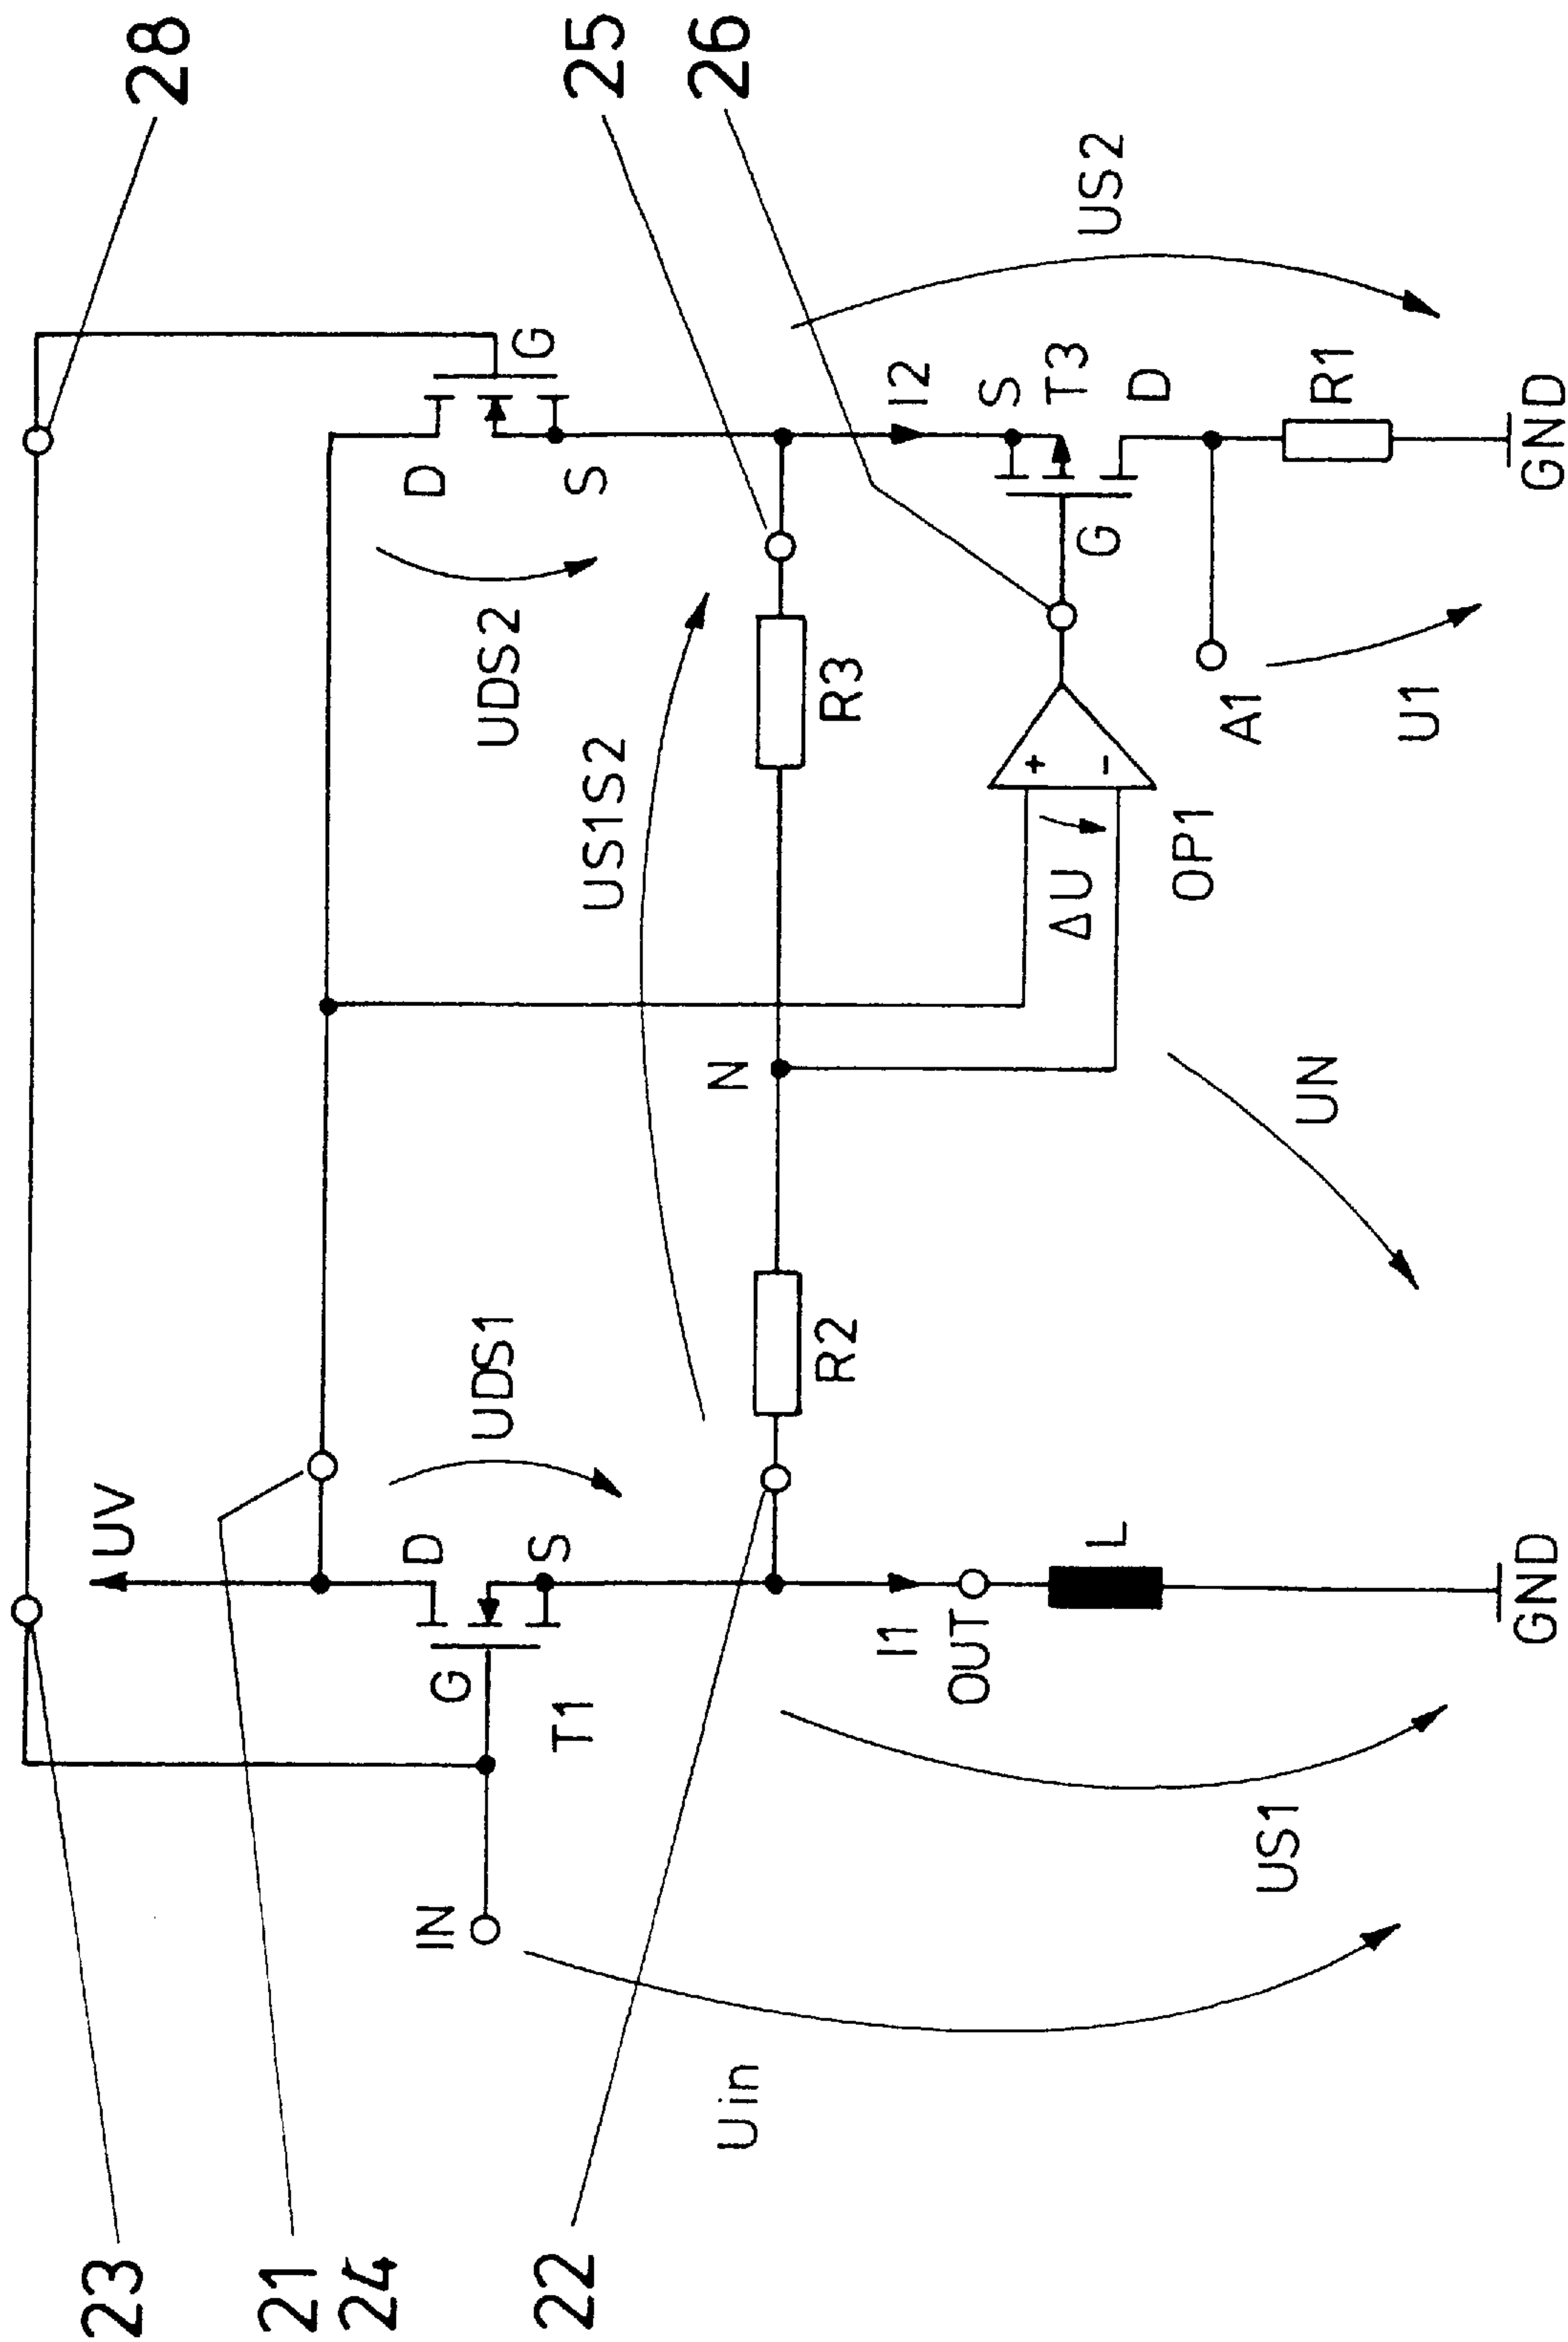 23
21
24
22
28
25
26
UV
IN
G
D
S
T1
UDS1
I1
OUT
L
GND
Uin
US1
R2
N
R3
US1S2
UDS2
D
G
S
I2
S
T3
G
D
+
-
ΔU
OP1
A1
U1
R1
GND
US2
UN